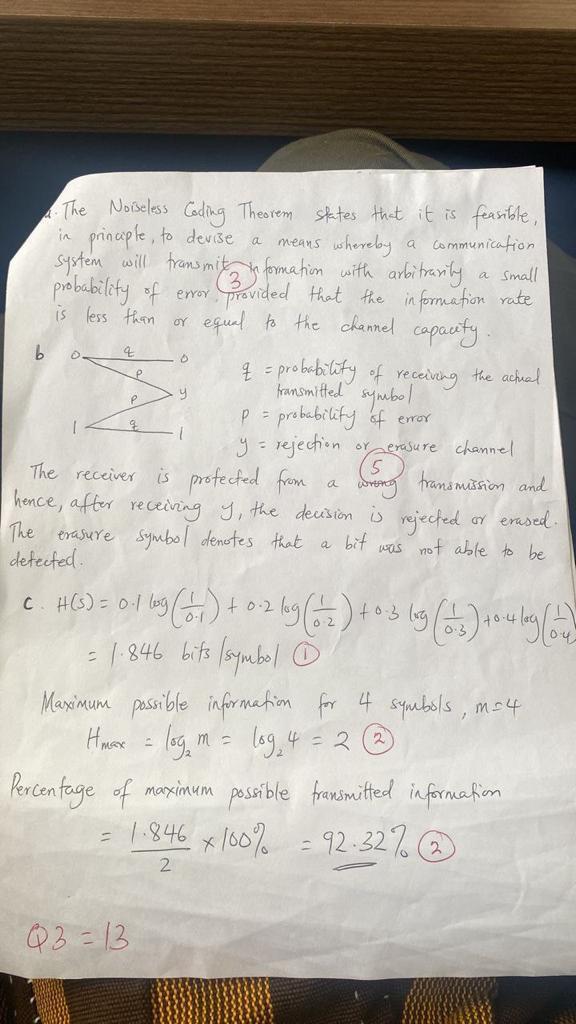 a. The Noiseless Coding Theorem states that it is feasible,
in principle, to devise a means whereby a communication
system will transmit information with arbitrarily a small
3
probability of error, provided that the information rate
is less than or equal to the channel capacity.
b
0 q 0
p
p y
1 q 1
q = probability of receiving the actual
transmitted symbol
p = probability of error
y = rejection or erasure channel
5
The receiver is protected from a wrong transmission and
hence, after receiving y, the decision is rejected or erased.
The erasure symbol denotes that a bit was not able to be
detected.
c. H(s) = 0.1 log(1/0.1) + 0.2 log(1/0.2) + 0.3 log(1/0.3) + 0.4 log(1/0.4)
= 1.846 bits/symbol 1
Maximum possible information for 4 symbols, m=4
Hmax = log₂ m = log₂ 4 = 2 2
Percentage of maximum possible transmitted information
= 1.846/2 × 100% = 92.32% 2
Q3 = 13